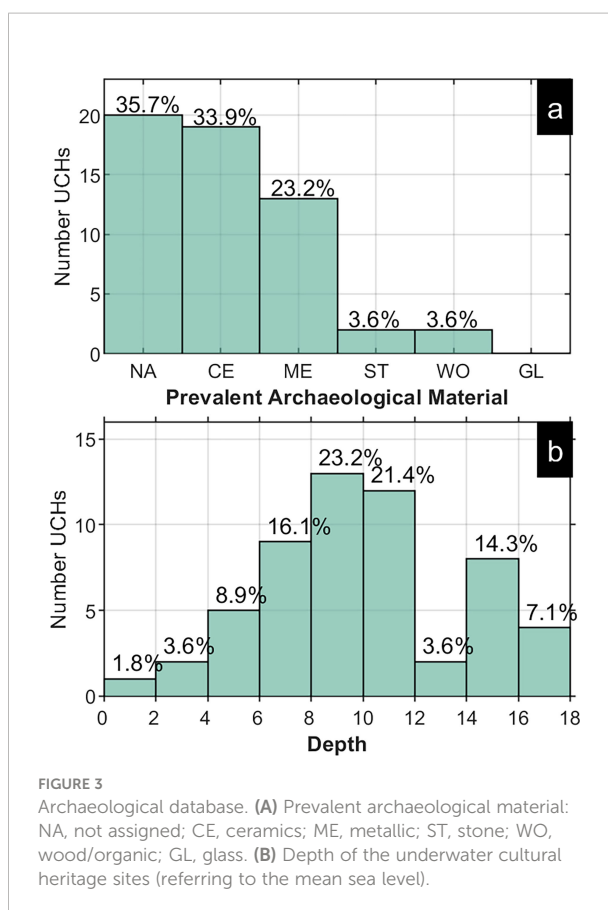 a
35.7%
33.9%
23.2%
3.6%
3.6%
20
15
10
5
0
Number UCHs
NA CE ME ST WO GL
Prevalent Archaeological Material
b
23.2%
21.4%
16.1%
14.3%
8.9%
7.1%
3.6%
3.6%
1.8%
15
10
5
0
Number UCHs
0 2 4 6 8 10 12 14 16 18
Depth
FIGURE 3
Archaeological database. (A) Prevalent archaeological material:
NA, not assigned; CE, ceramics; ME, metallic; ST, stone; WO,
wood/organic; GL, glass. (B) Depth of the underwater cultural
heritage sites (referring to the mean sea level).